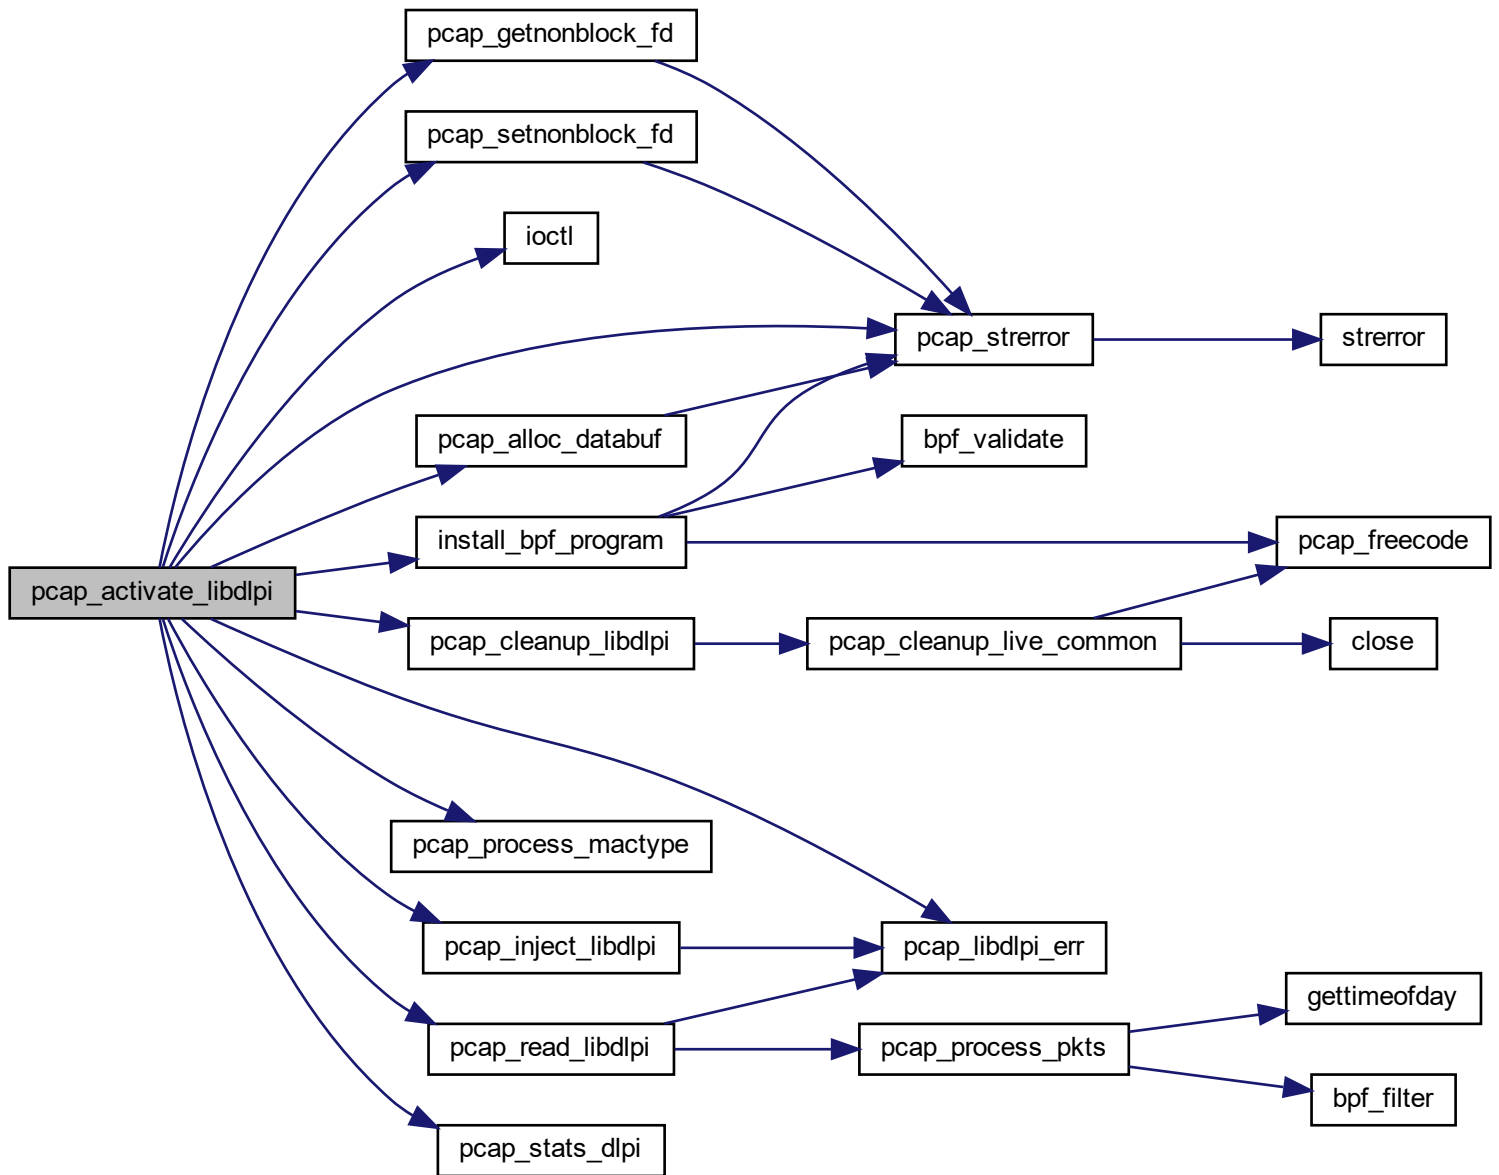 pcap_getnonblock_fd
pcap_setnonblock_fd
ioctl
pcap_strerror
strerror
pcap_alloc_databuf
bpf_validate
install_bpf_program
pcap_freecode
pcap_activate_libdlpi
pcap_cleanup_libdlpi
pcap_cleanup_live_common
close
pcap_process_mactype
pcap_inject_libdlpi
pcap_libdlpi_err
gettimeofday
pcap_read_libdlpi
pcap_process_pkts
bpf_filter
pcap_stats_dlpi